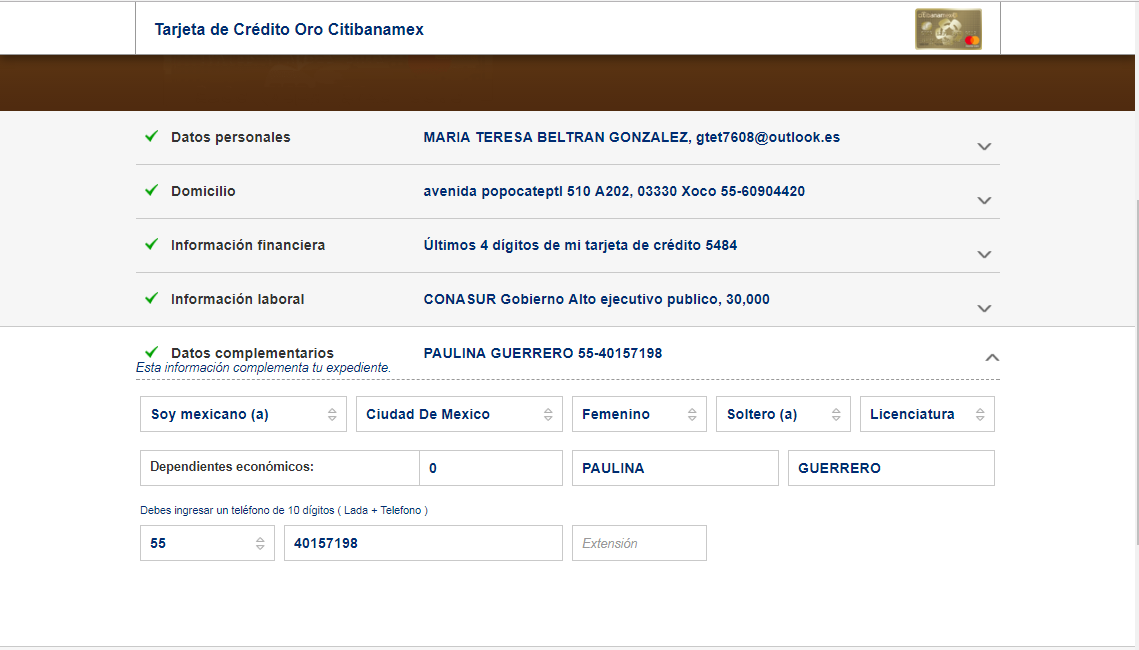 Tarjeta de Crédito Oro Citibanamex
Datos personales MARIA TERESA BELTRAN GONZALEZ, gtet7608@outlook.es
Domicilio avenida popocateptl 510 A202, 03330 Xoco 55-60904420
Información financiera Últimos 4 dígitos de mi tarjeta de crédito 5484
Información laboral CONASUR Gobierno Alto ejecutivo publico, 30,000
Datos complementarios PAULINA GUERRERO 55-40157198
Esta información complementa tu expediente.
Soy mexicano (a) Ciudad De Mexico Femenino Soltero (a) Licenciatura
Dependientes económicos: 0 PAULINA GUERRERO
Debes ingresar un teléfono de 10 dígitos ( Lada + Telefono )
55 40157198 Extensión